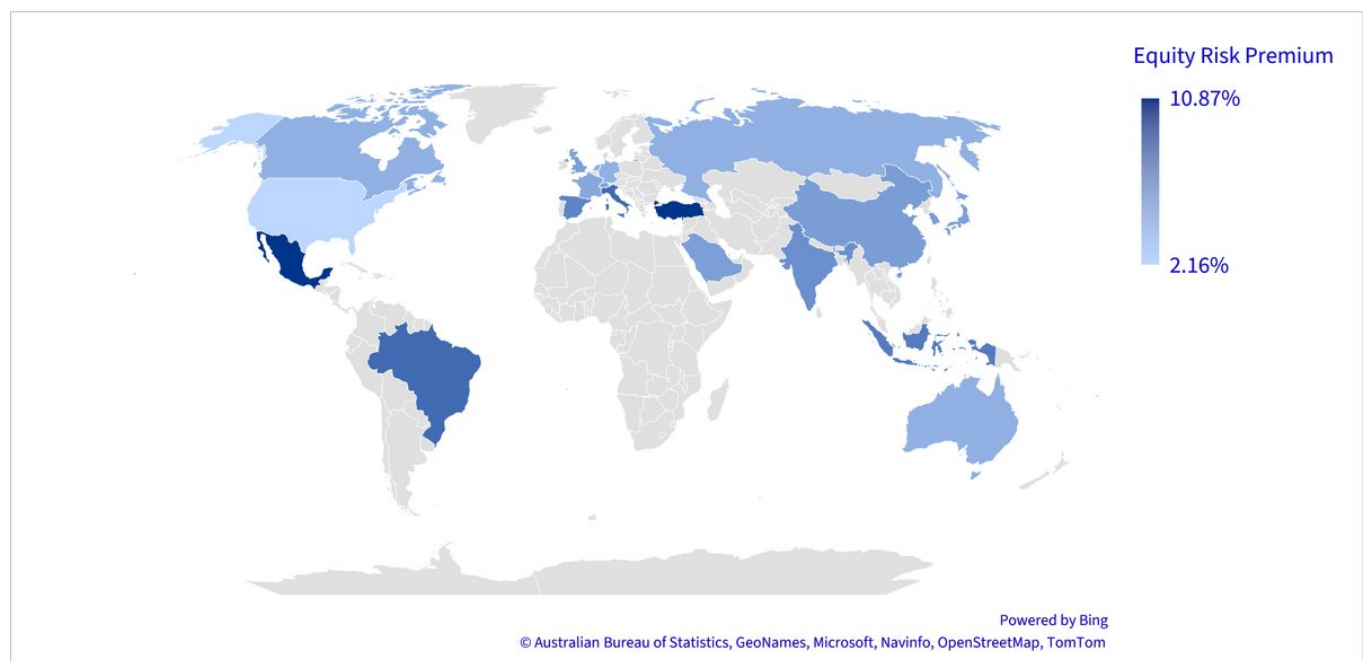 Equity Risk Premium
10.87%
2.16%
Powered by Bing
© Australian Bureau of Statistics, GeoNames, Microsoft, Navinfo, OpenStreetMap, TomTom